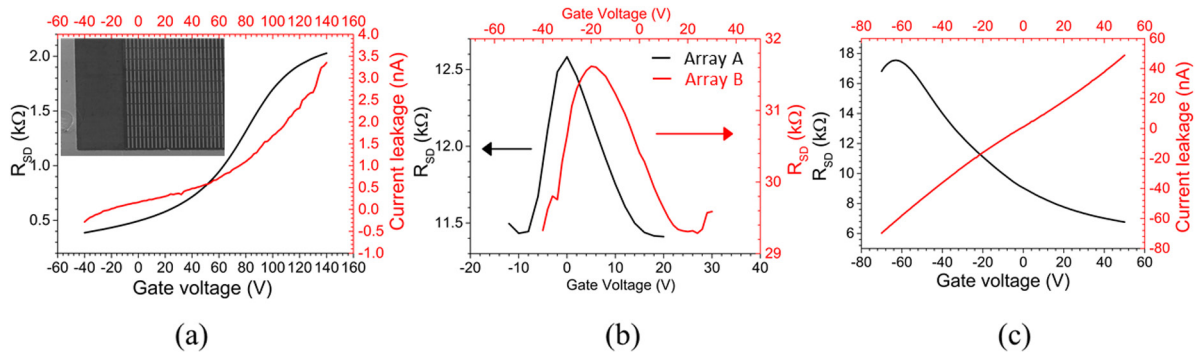 -40 -20 0 20 40 60 80 100 120 140 160
2.0
1.5
1.0
0.5
R_SD (kΩ)
4.0
3.5
3.0
2.5
2.0
1.5
1.0
0.5
0.0
-0.5
-1.0
Current leakage (nA)
-60 -40 -20 0 20 40 60 80 100 120 140 160
Gate voltage (V)
(a)
Gate Voltage (V)
-60 -40 -20 0 20 40
12.5
12.0
11.5
R_SD (kΩ)
Array A
Array B
32
31
30
29
R_SD (kΩ)
-20 -10 0 10 20 30 40
Gate Voltage (V)
(b)
-80 -60 -40 -20 0 20 40 60
18
16
14
12
10
8
6
R_SD (kΩ)
60
40
20
0
-20
-40
-60
-80
Current leakage (nA)
-80 -60 -40 -20 0 20 40 60
Gate voltage (V)
(c)